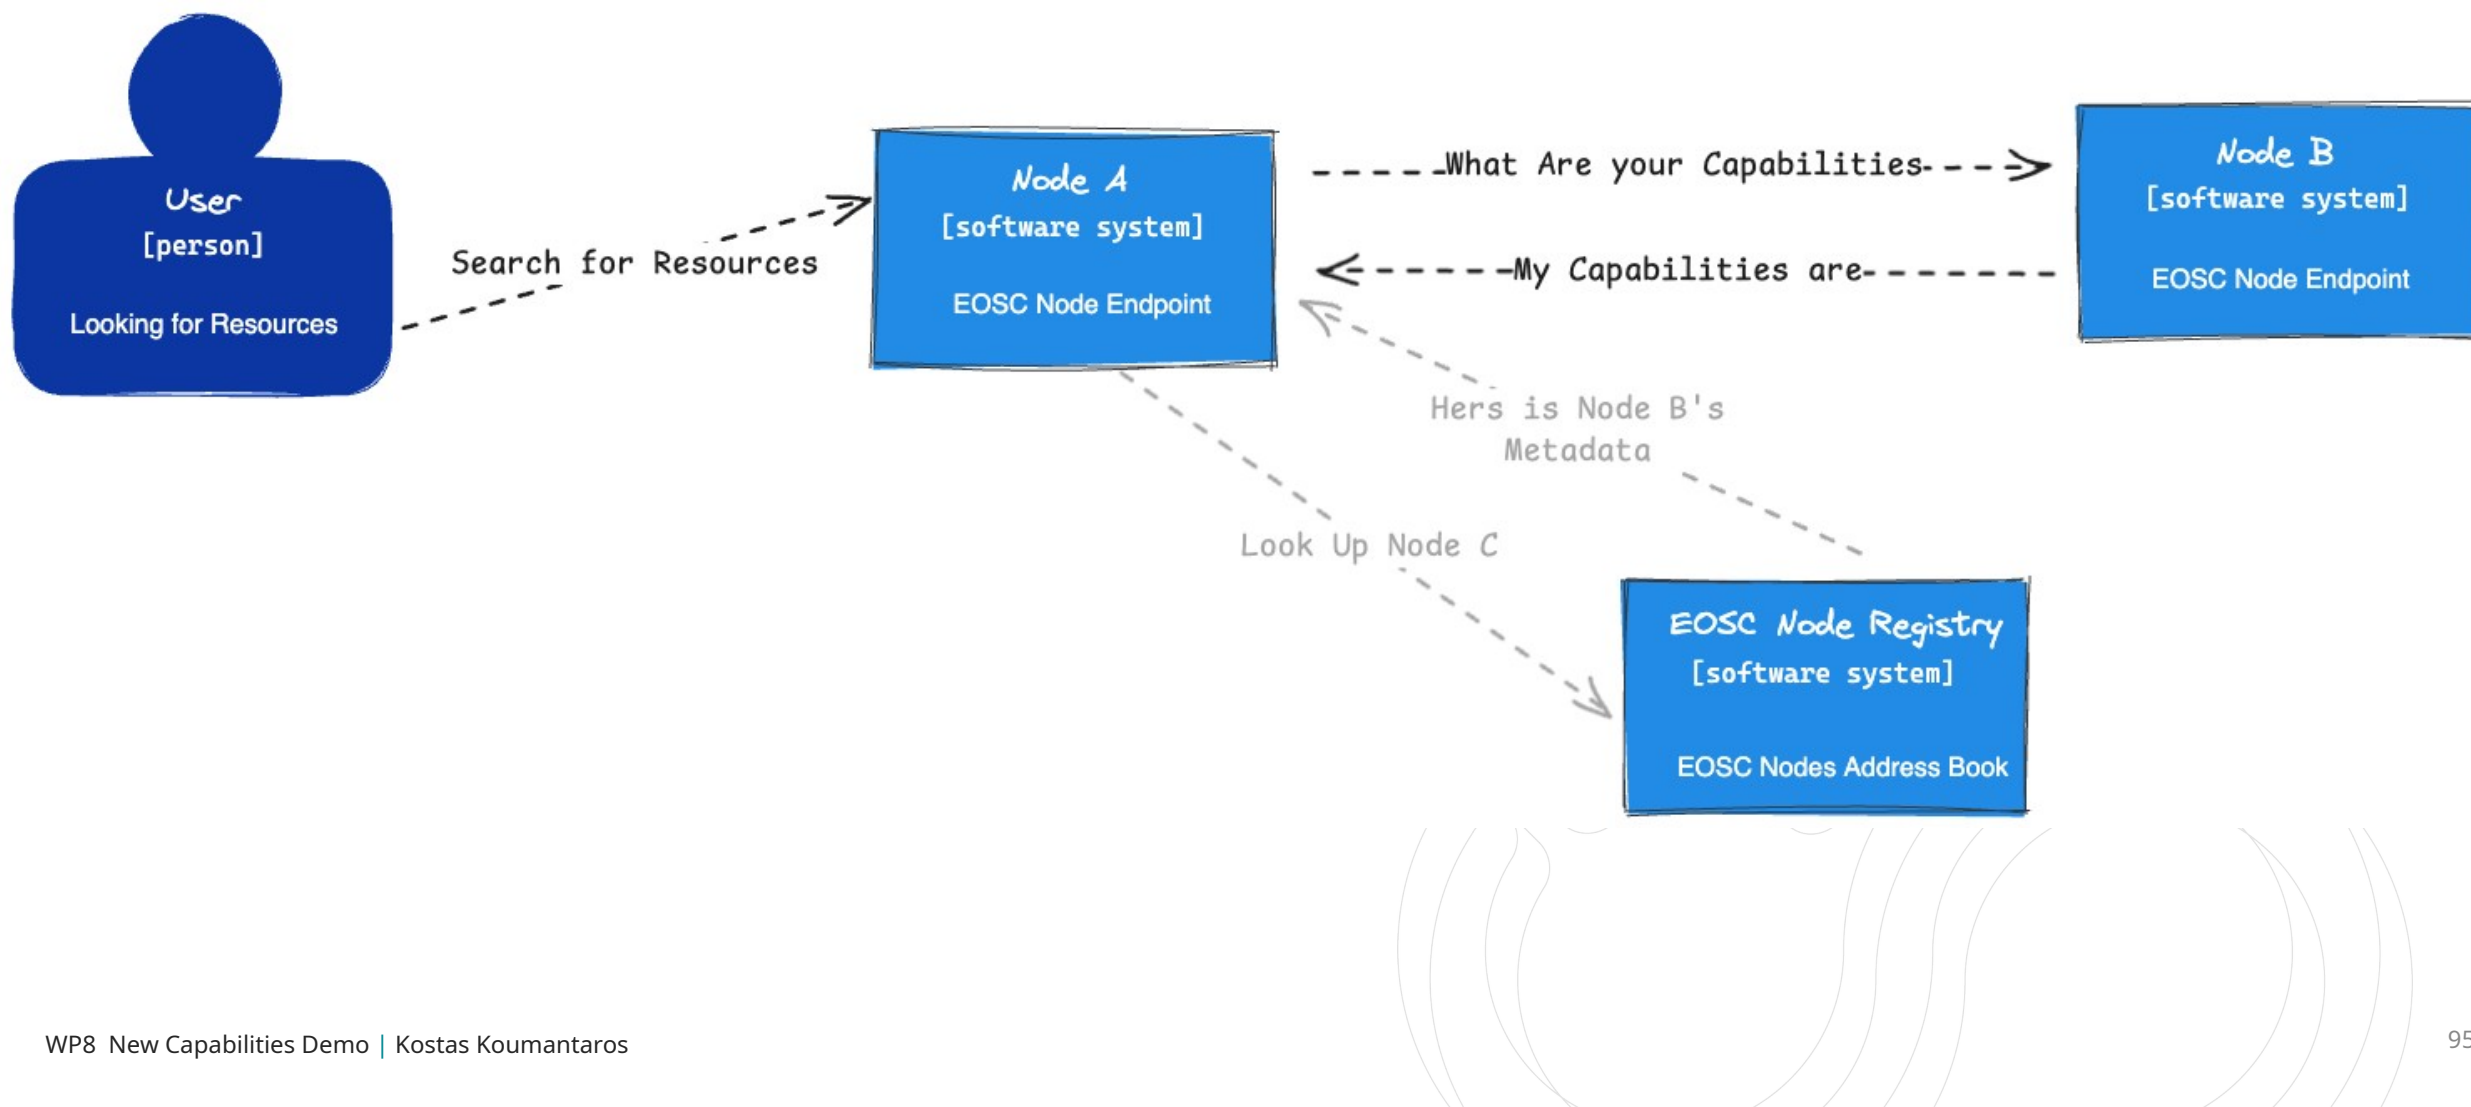 User
[person]
Looking for Resources
Search for Resources
Node A
[software system]
EOSC Node Endpoint
What Are your Capabilities
My Capabilities are
Node B
[software system]
EOSC Node Endpoint
Hers is Node B's
Metadata
Look Up Node C
EOSC Node Registry
[software system]
EOSC Nodes Address Book
WP8 New Capabilities Demo | Kostas Koumantaros
95